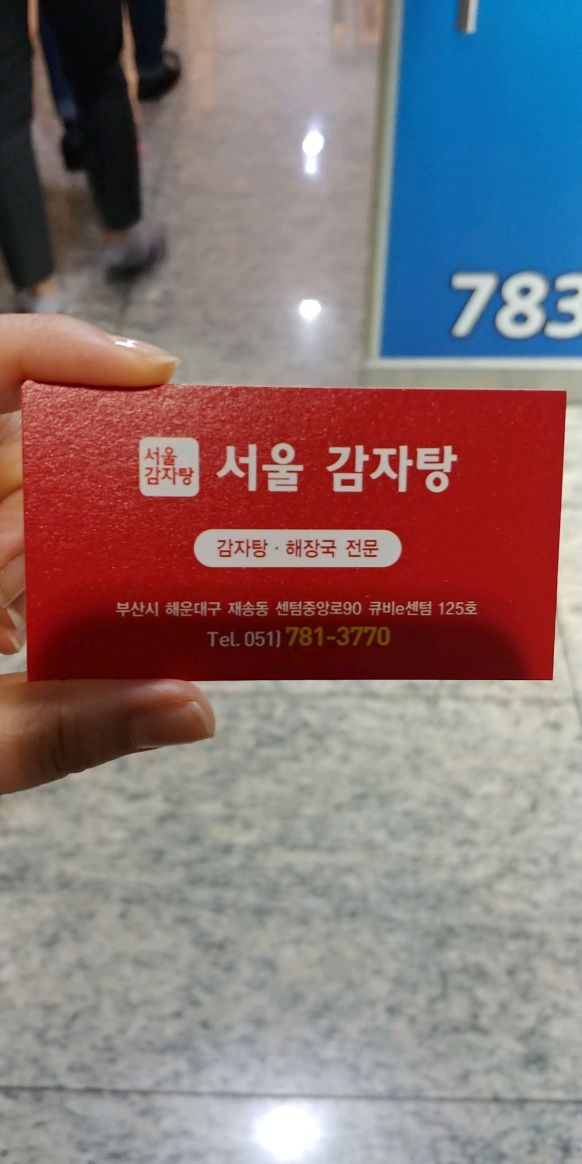 783
서울
감자탕
서울 감자탕
감자탕 · 해장국 전문
부산시 해운대구 재송동 센텀중앙로90 큐비e센텀 125호
Tel. 051) 781-3770